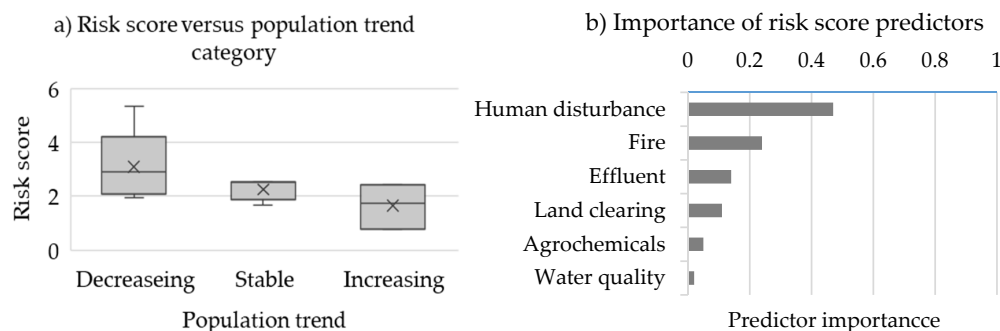 a) Risk score versus population trend
category
6
4
2
0
Risk score
Decreaseing Stable Increasing
Population trend
b) Importance of risk score predictors
0 0.2 0.4 0.6 0.8 1
Human disturbance
Fire
Effluent
Land clearing
Agrochemicals
Water quality
Predictor importancce